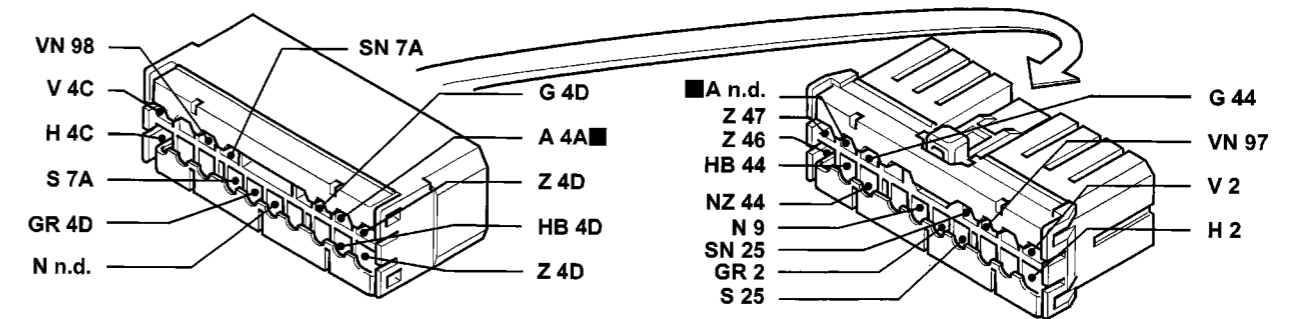 VN 98
V 4C
H 4C
S 7A
GR 4D
N n.d.
SN 7A
G 4D
A 4A■
Z 4D
HB 4D
Z 4D
■A n.d.
Z 47
Z 46
HB 44
NZ 44
N 9
SN 25
GR 2
S 25
G 44
VN 97
V 2
H 2